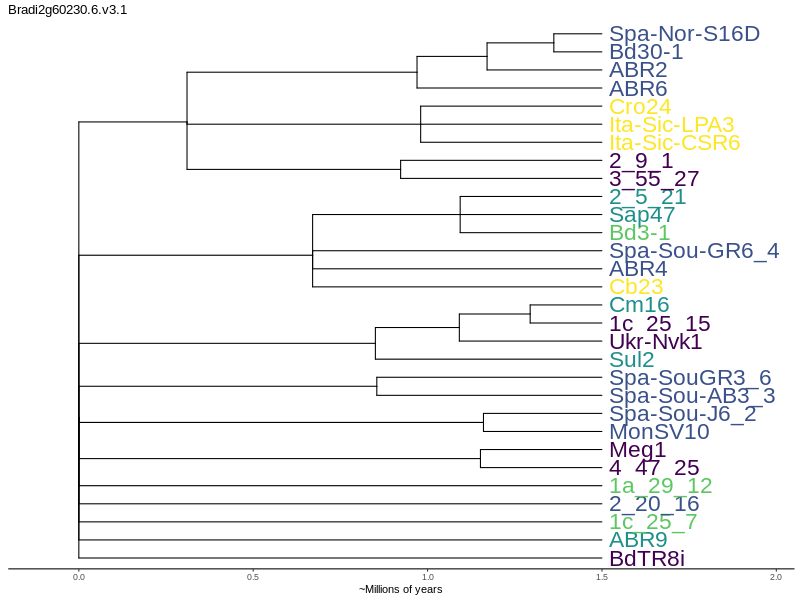 Bradi2g60230.6.v3.1
Spa-Nor-S16D
Bd30-1
ABR2
ABR6
Cro24
Ita-Sic-LPA3
Ita-Sic-CSR6
2_9_1
3_55_27
2_5_21
Sap47
Bd3-1
Spa-Sou-GR6_4
ABR4
Cb23
Cm16
1c_25_15
Ukr-Nvk1
Sul2
Spa-SouGR3_6
Spa-Sou-AB3_3
Spa-Sou-J6_2
MonSV10
Meg1
4_47_25
1a_29_12
2_20_16
1c_25_7
ABR9
BdTR8i
0.0 0.5 1.0 1.5 2.0
~Millions of years